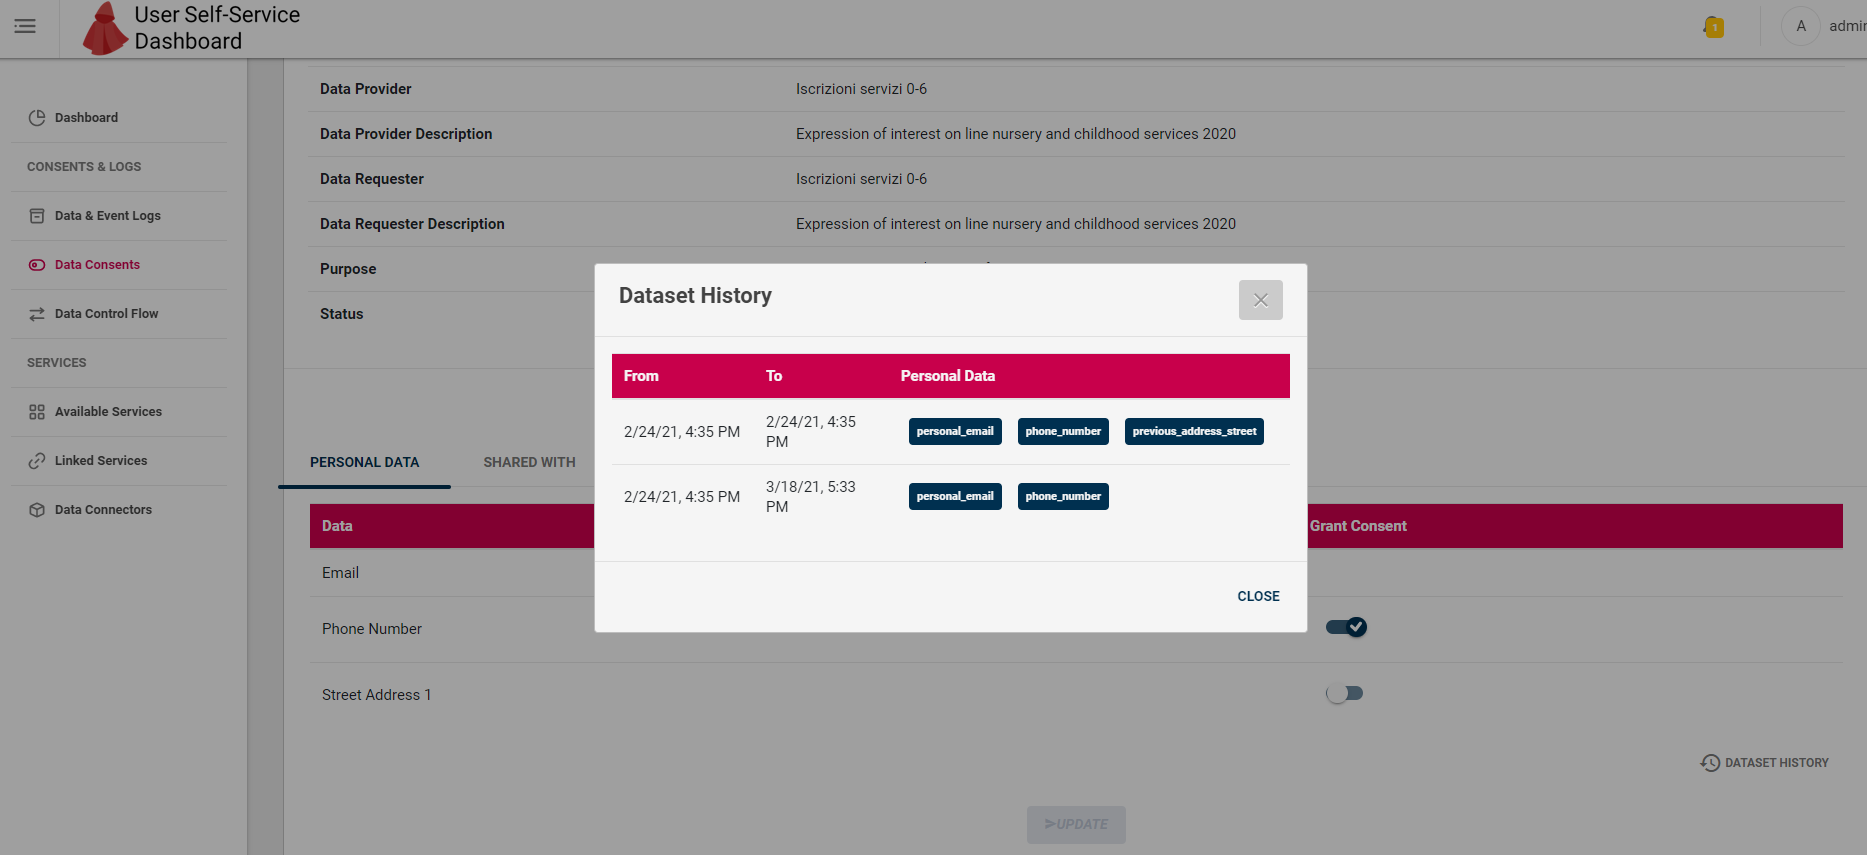 User Self-Service
Dashboard
1
A
admin
Dashboard
CONSENTS & LOGS
Data & Event Logs
Data Consents
Data Control Flow
SERVICES
Available Services
Linked Services
Data Connectors
Data Provider
Iscrizioni servizi 0-6
Data Provider Description
Expression of interest on line nursery and childhood services 2020
Data Requester
Iscrizioni servizi 0-6
Data Requester Description
Expression of interest on line nursery and childhood services 2020
Purpose
Status
PERSONAL DATA
SHARED WITH
Data
Grant Consent
Email
Phone Number
Street Address 1
DATASET HISTORY
UPDATE
Dataset History
From To Personal Data
2/24/21, 4:35 PM 2/24/21, 4:35 PM personal_email phone_number previous_address_street
2/24/21, 4:35 PM 3/18/21, 5:33 PM personal_email phone_number
CLOSE